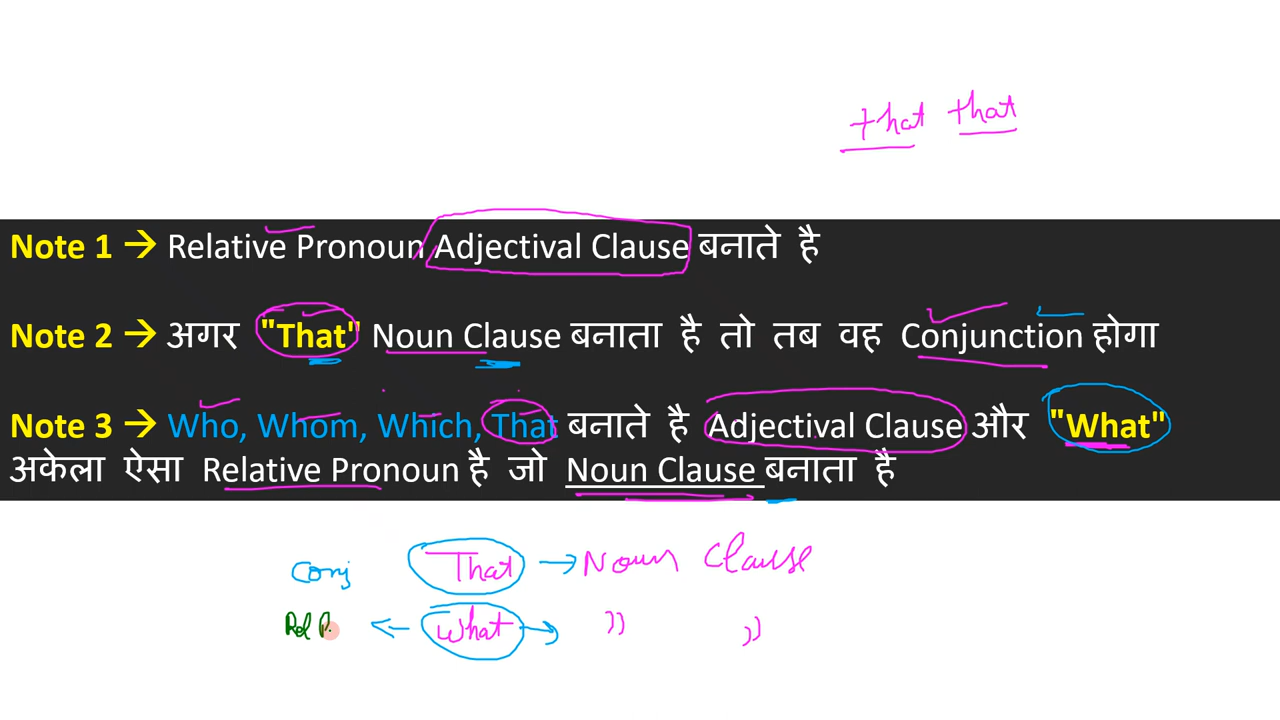 that that
Note 1 → Relative Pronoun Adjectival Clause बनाते है
Note 2 → अगर "That" Noun Clause बनाता है तो तब वह Conjunction होगा
Note 3 → Who, Whom, Which, That बनाते है Adjectival Clause और "What"
अकेला ऐसा Relative Pronoun है जो Noun Clause बनाता है
Conj That → Noun Clause
Rel P. ← What → )) ))